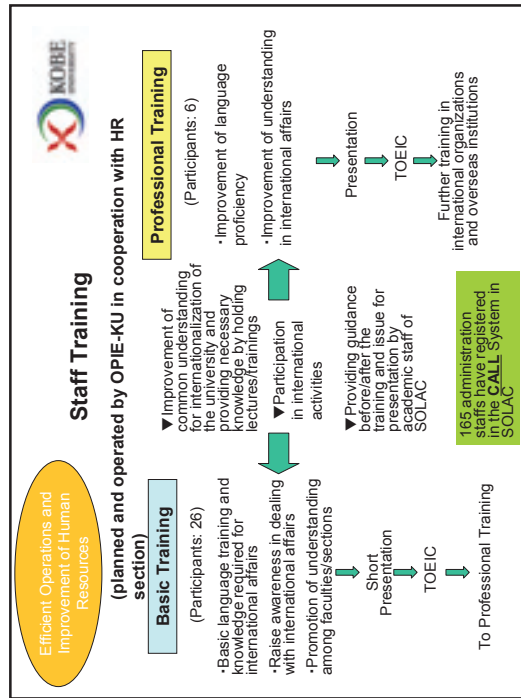 Efficient Operations and
Improvement of Human
Resources
Staff Training
KOBE
UNIVERSITY
(planned and operated by OPIE-KU in cooperation with HR
section)
Basic Training
(Participants: 26)
・Basic language training and
knowledge required for
international affairs
・Raise awareness in dealing
with international affairs
・Promotion of understanding
among faculties/sections
Short
Presentation
TOEIC
To Professional Training
▼Improvement of
common understanding
for internationalization of
the university and
providing necessary
knowledge by holding
lectures/trainings
▼Participation
in international
activities
▼Providing guidance
before/after the
training and issue for
presentation by
academic staff of
SOLAC
165 administration
staffs have registered
in the CALL System in
SOLAC
Professional Training
(Participants: 6)
・Improvement of language
proficiency
・Improvement of understanding
in international affairs
Presentation
TOEIC
Further training in
international organizations
and overseas institutions